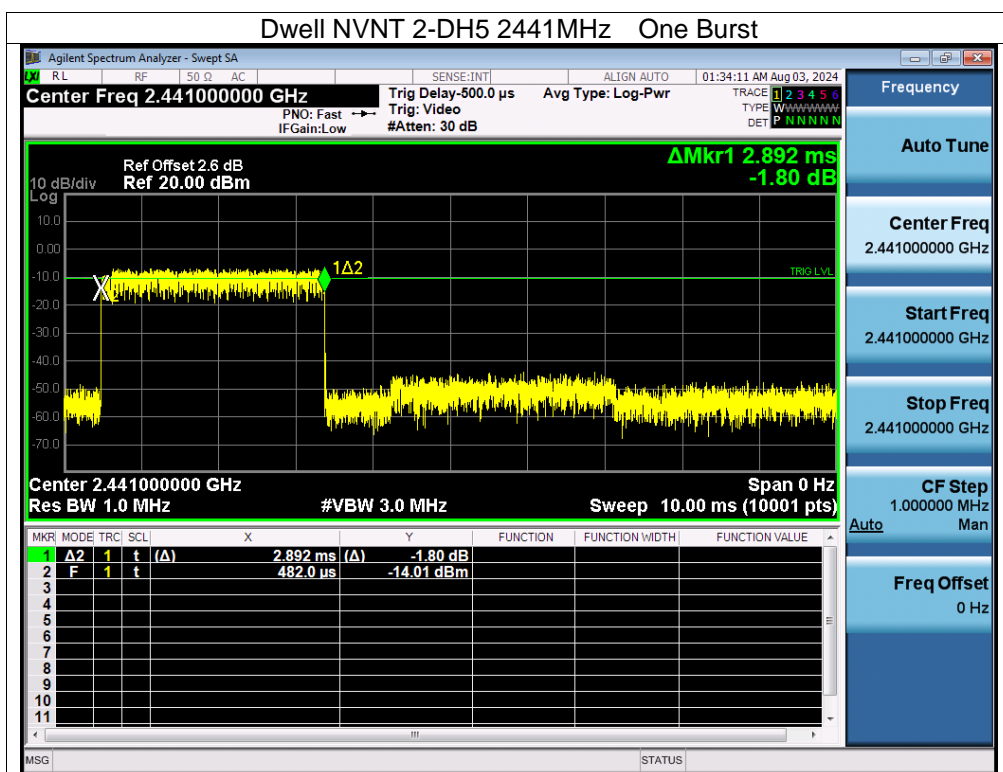 Dwell NVNT 2-DH5 2441MHz One Burst
Agilent Spectrum Analyzer - Swept SA
LXI RL RF 50 Ω AC SENSE:INT ALIGN AUTO 01:34:11 AM Aug 03, 2024
Center Freq 2.441000000 GHz
PNO: Fast
IFGain:Low
Trig Delay-500.0 µs
Trig: Video
#Atten: 30 dB
Avg Type: Log-Pwr
TRACE 1 2 3 4 5 6
TYPE WWWWWW
DET P N N N N N
ΔMkr1 2.892 ms
-1.80 dB
Ref Offset 2.6 dB
10 dB/div Ref 20.00 dBm
Log
10.0
0.00
-10.0
-20.0
-30.0
-40.0
-50.0
-60.0
-70.0
X2
1Δ2
TRIG LVL
Center 2.441000000 GHz Span 0 Hz
Res BW 1.0 MHz #VBW 3.0 MHz Sweep 10.00 ms (10001 pts)
MKR MODE TRC SCL X Y FUNCTION FUNCTION WIDTH FUNCTION VALUE
1 Δ2 1 t (Δ) 2.892 ms (Δ) -1.80 dB
2 F 1 t 482.0 µs -14.01 dBm
3
4
5
6
7
8
9
10
11
MSG STATUS
Frequency
Auto Tune
Center Freq
2.441000000 GHz
Start Freq
2.441000000 GHz
Stop Freq
2.441000000 GHz
CF Step
1.000000 MHz
Auto Man
Freq Offset
0 Hz